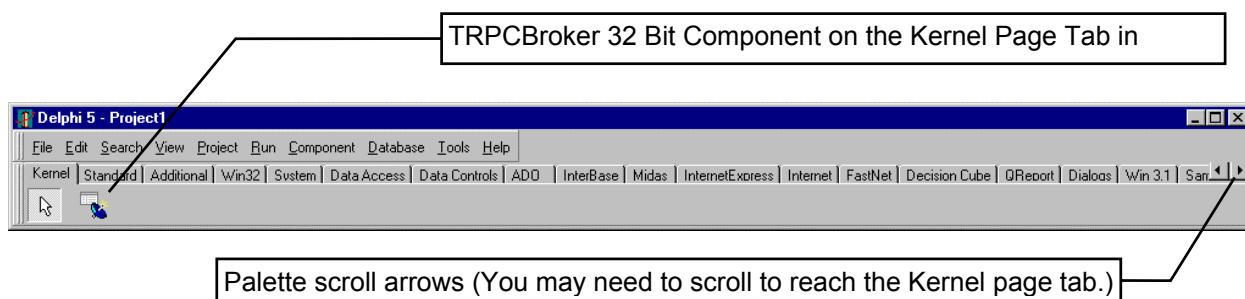 TRPCBroker 32 Bit Component on the Kernel Page Tab in
Delphi 5 - Project1
File Edit Search View Project Run Component Database Tools Help
Kernel Standard Additional Win32 System Data Access Data Controls ADO InterBase Midas InternetExpress Internet FastNet Decision Cube QReport Dialogs Win 3.1 Sam
Palette scroll arrows (You may need to scroll to reach the Kernel page tab.)